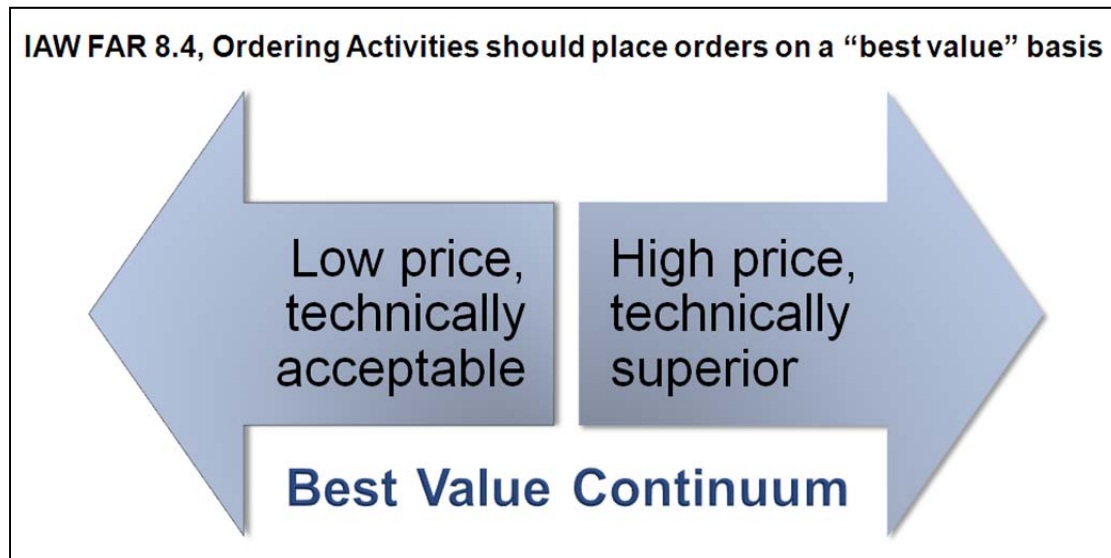 IAW FAR 8.4, Ordering Activities should place orders on a “best value” basis
Low price,
technically
acceptable
High price,
technically
superior
Best Value Continuum